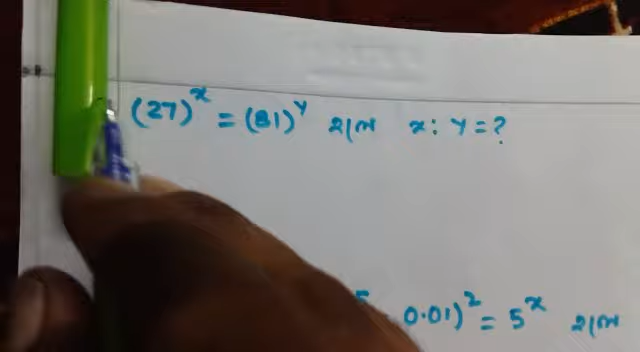 (27)^x = (81)^y হলে x : y = ?
0.01)² = 5^x হলে